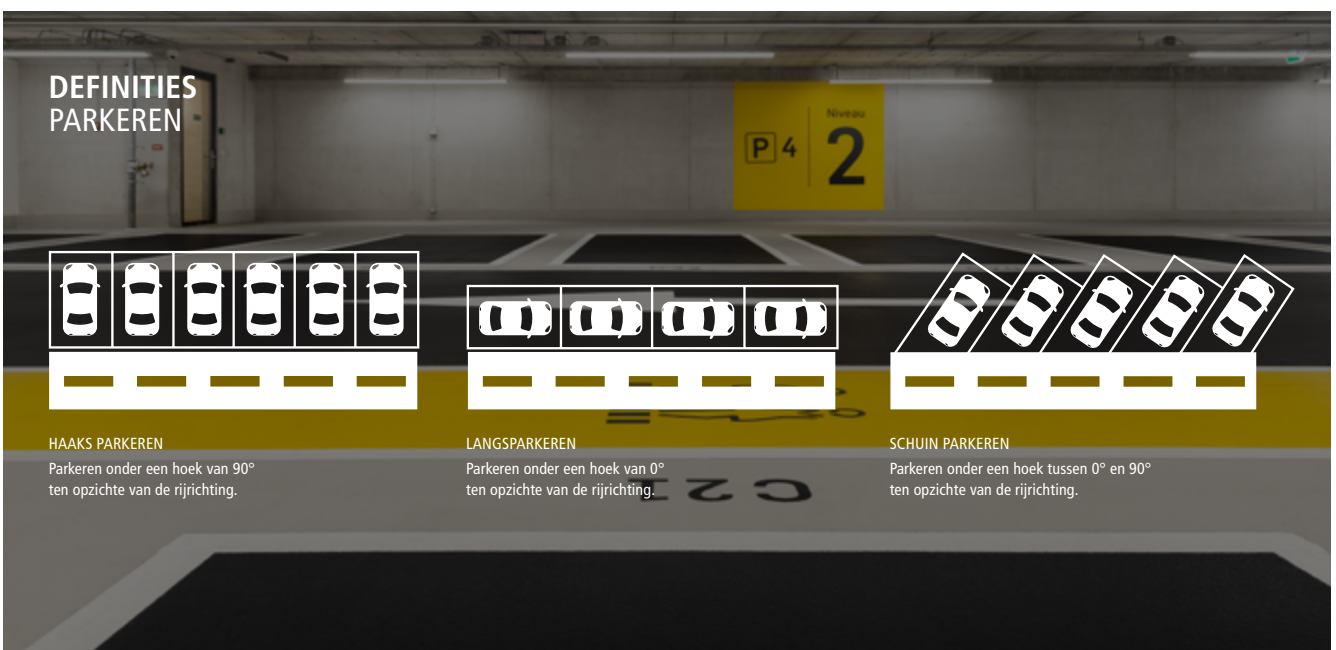 DEFINITIES
PARKEREN
Niveau
P 4
2
HAAKS PARKEREN
Parkeren onder een hoek van 90°
ten opzichte van de rijrichting.
LANGSPARKEREN
Parkeren onder een hoek van 0°
ten opzichte van de rijrichting.
SCHUIN PARKEREN
Parkeren onder een hoek tussen 0° en 90°
ten opzichte van de rijrichting.
C21